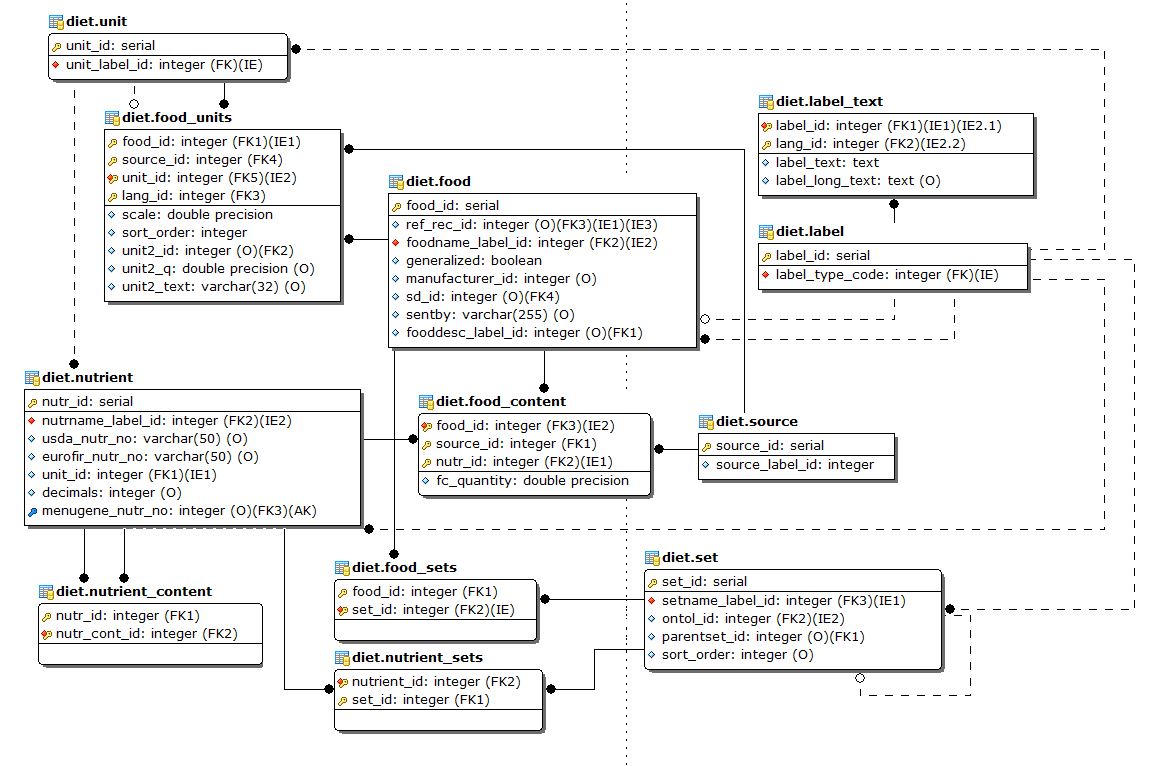 diet.unit
unit_id: serial
unit_label_id: integer (FK)(IE)
diet.food_units
food_id: integer (FK1)(IE1)
source_id: integer (FK4)
unit_id: integer (FK5)(IE2)
lang_id: integer (FK3)
scale: double precision
sort_order: integer
unit2_id: integer (O)(FK2)
unit2_q: double precision (O)
unit2_text: varchar(32) (O)
diet.food
food_id: serial
ref_rec_id: integer (O)(FK3)(IE1)(IE3)
foodname_label_id: integer (FK2)(IE2)
generalized: boolean
manufacturer_id: integer (O)
sd_id: integer (O)(FK4)
sentby: varchar(255) (O)
fooddesc_label_id: integer (O)(FK1)
diet.label_text
label_id: integer (FK1)(IE1)(IE2.1)
lang_id: integer (FK2)(IE2.2)
label_text: text
label_long_text: text (O)
diet.label
label_id: serial
label_type_code: integer (FK)(IE)
diet.nutrient
nutr_id: serial
nutrname_label_id: integer (FK2)(IE2)
usda_nutr_no: varchar(50) (O)
eurofir_nutr_no: varchar(50) (O)
unit_id: integer (FK1)(IE1)
decimals: integer (O)
menugene_nutr_no: integer (O)(FK3)(AK)
diet.food_content
food_id: integer (FK3)(IE2)
source_id: integer (FK1)
nutr_id: integer (FK2)(IE1)
fc_quantity: double precision
diet.source
source_id: serial
source_label_id: integer
diet.nutrient_content
nutr_id: integer (FK1)
nutr_cont_id: integer (FK2)
diet.food_sets
food_id: integer (FK1)
set_id: integer (FK2)(IE)
diet.set
set_id: serial
setname_label_id: integer (FK3)(IE1)
ontol_id: integer (FK2)(IE2)
parentset_id: integer (O)(FK1)
sort_order: integer (O)
diet.nutrient_sets
nutrient_id: integer (FK2)
set_id: integer (FK1)